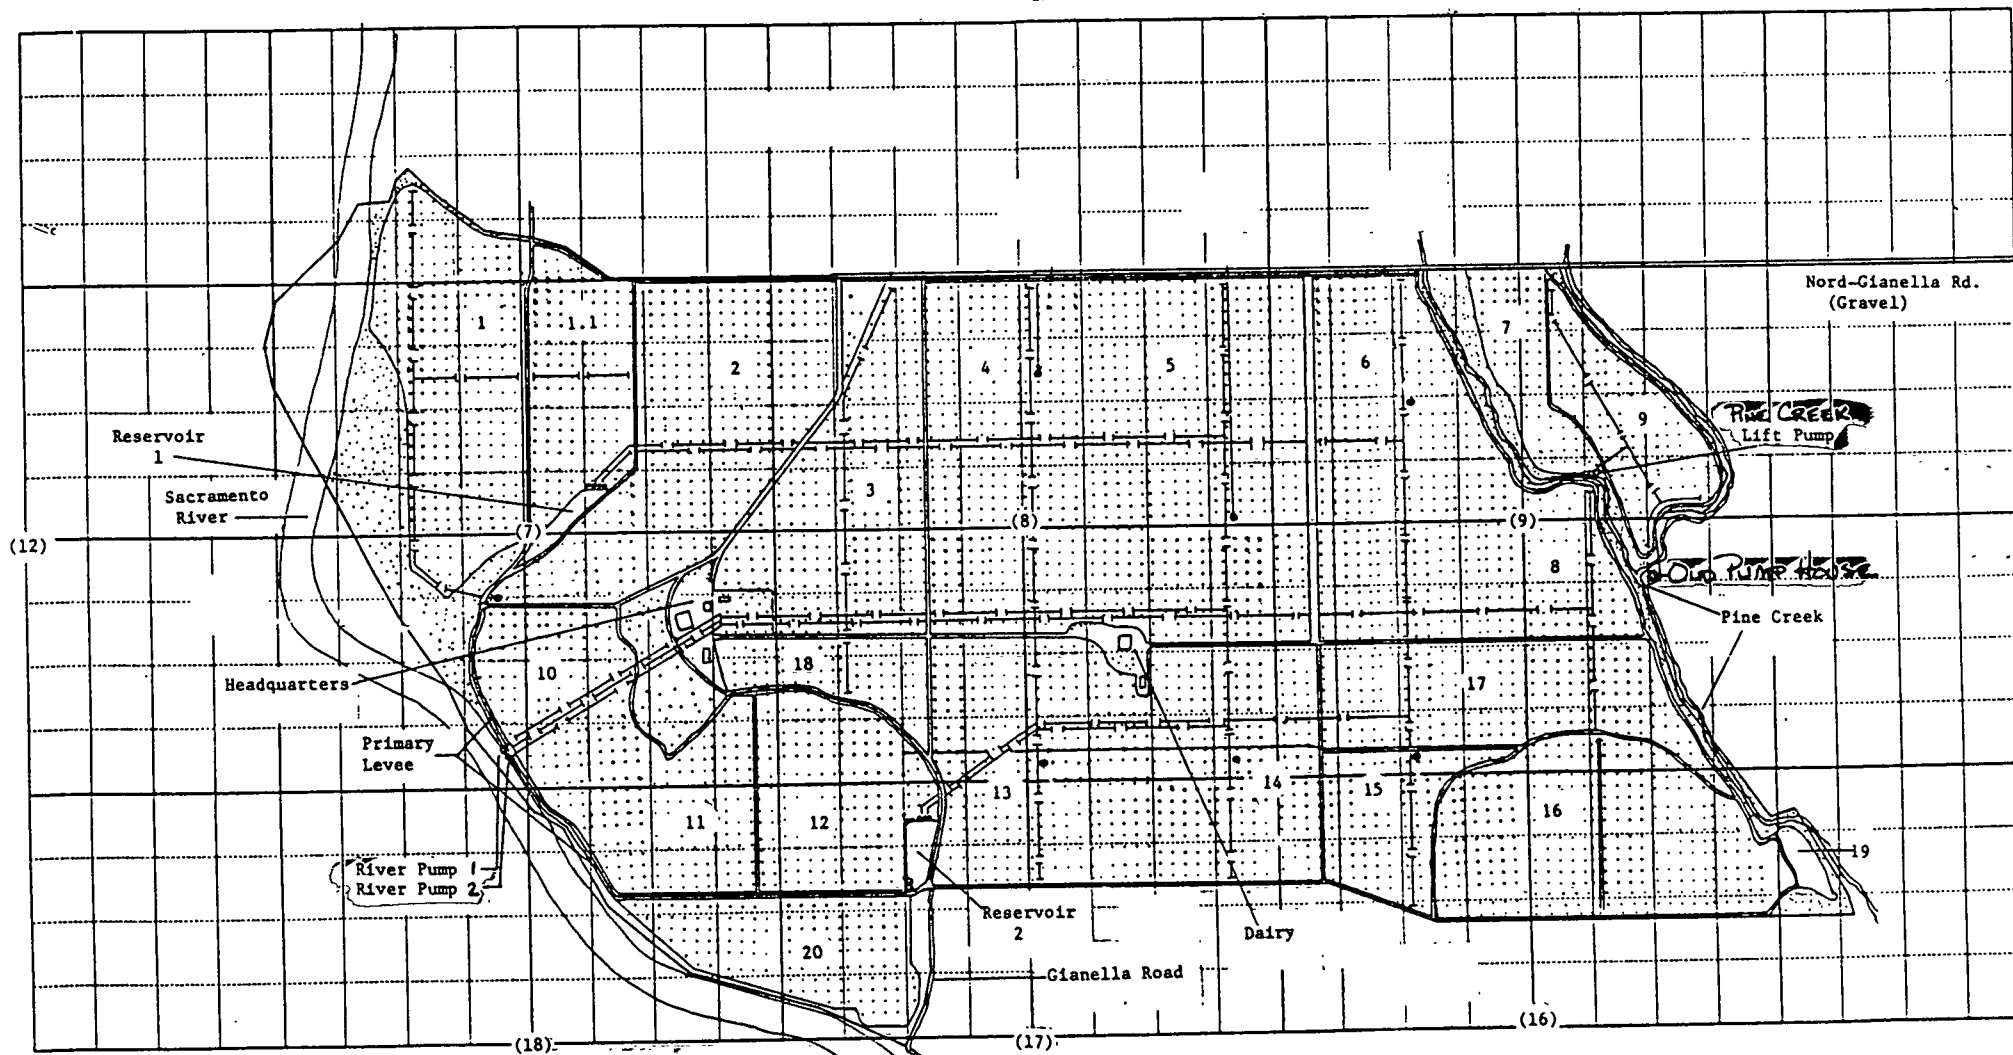 Nord-Gianella Rd.
(Gravel)
1
1.1
2
4
5
6
7
9
PINE CREEK
Lift Pump
Reservoir
1
Sacramento
River
3
(12)
(7)
(8)
(9)
8
OLD PUMP HOUSE
Pine Creek
Headquarters
10
18
17
Primary
Levee
13
14
15
16
11
12
19
River Pump 1
River Pump 2
Reservoir
2
Dairy
20
Gianella Road
(18)
(17)
(16)